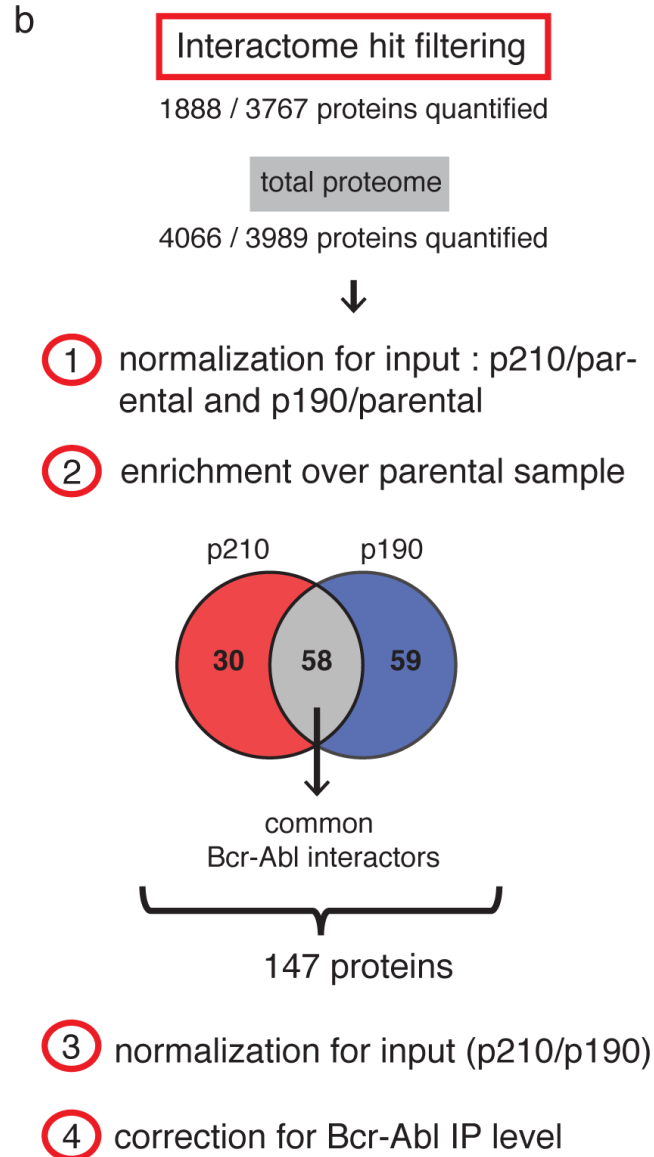 b
Interactome hit filtering
1888 / 3767 proteins quantified
total proteome
4066 / 3989 proteins quantified
1 normalization for input : p210/par-
ental and p190/parental
2 enrichment over parental sample
p210 p190
30 58 59
common
Bcr-Abl interactors
147 proteins
3 normalization for input (p210/p190)
4 correction for Bcr-Abl IP level